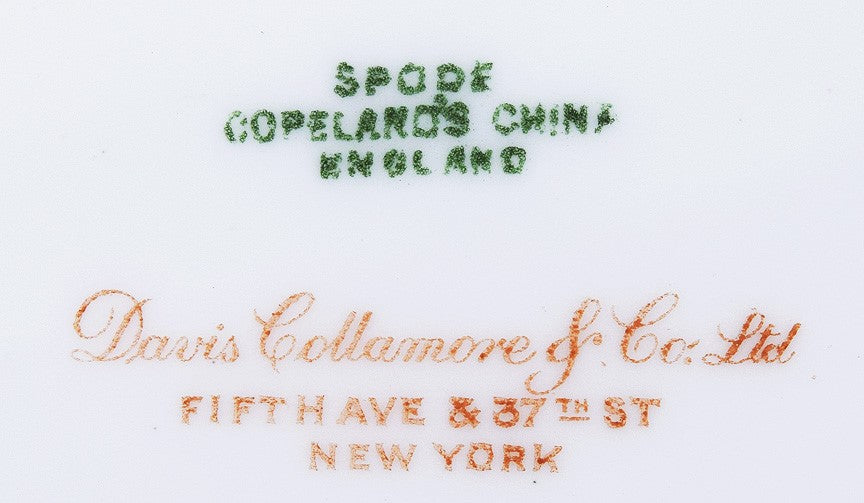 SPODE
COPELAND'S CHINA
ENGLAND
Davis Collamore & Co. Ltd
FIFTH AVE & 37TH ST
NEW YORK